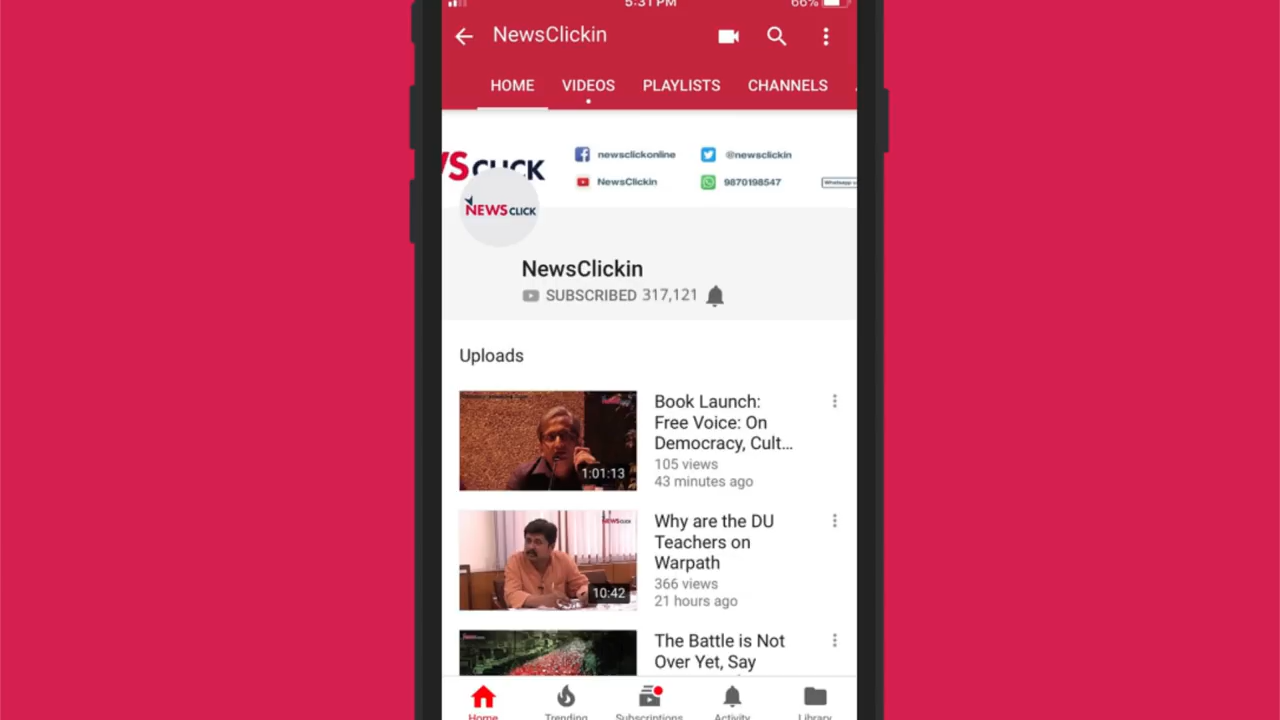 5:31 PM 66%
NewsClickin
HOME VIDEOS PLAYLISTS CHANNELS
CLICK
newsclickonline @newsclickin
NewsClickin 9870198547
NEWSCLICK
NewsClickin
SUBSCRIBED 317,121
Uploads
Book Launch:
Free Voice: On
Democracy, Cult...
105 views
43 minutes ago
1:01:13
Why are the DU
Teachers on
Warpath
366 views
21 hours ago
NEWSCLICK
10:42
The Battle is Not
Over Yet, Say
Home Trending Subscriptions Activity Library